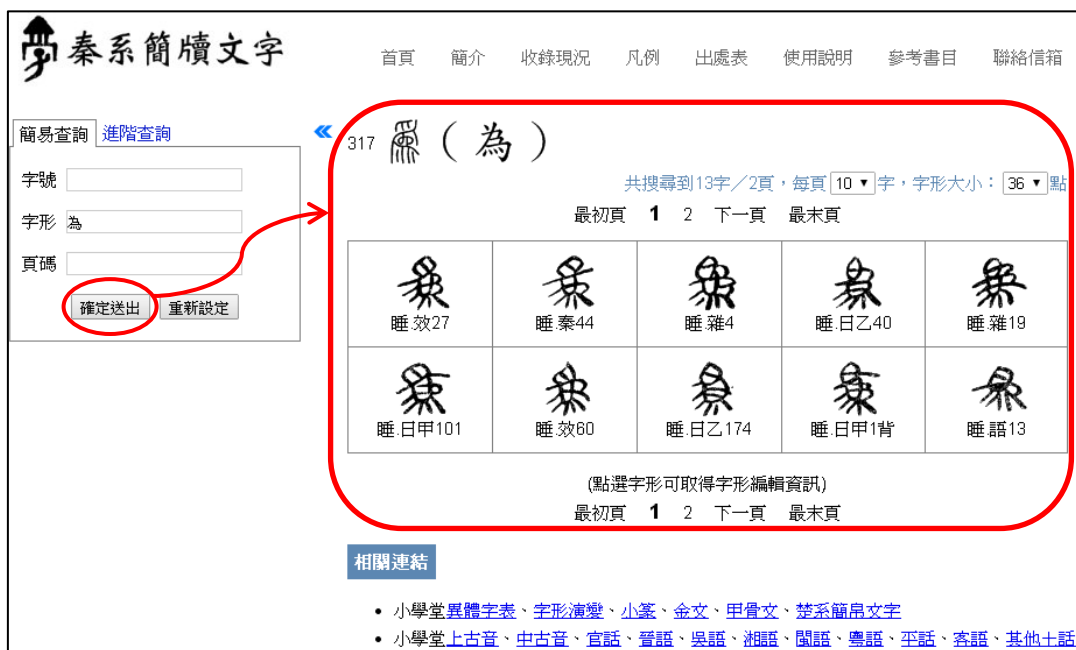 秦系簡牘文字
首頁 簡介 收錄現況 凡例 出處表 使用說明 參考書目 聯絡信箱
簡易查詢 進階查詢
字號
字形 為
頁碼
確定送出 重新設定
«
317 (為)
共搜尋到13字／2頁，每頁 10 ▼ 字，字形大小： 36 ▼ 點
最初頁 1 2 下一頁 最末頁
睡.效27 睡.秦44 睡.雜4 睡.日乙40 睡.雜19
睡.日甲101 睡.效60 睡.日乙174 睡.日甲1背 睡.語13
(點選字形可取得字形編輯資訊)
最初頁 1 2 下一頁 最末頁
相關連結
• 小學堂異體字表、字形演變、小篆、金文、甲骨文、楚系簡帛文字
• 小學堂上古音、中古音、官話、晉語、吳語、湘語、閩語、粵語、平話、客語、其他土話